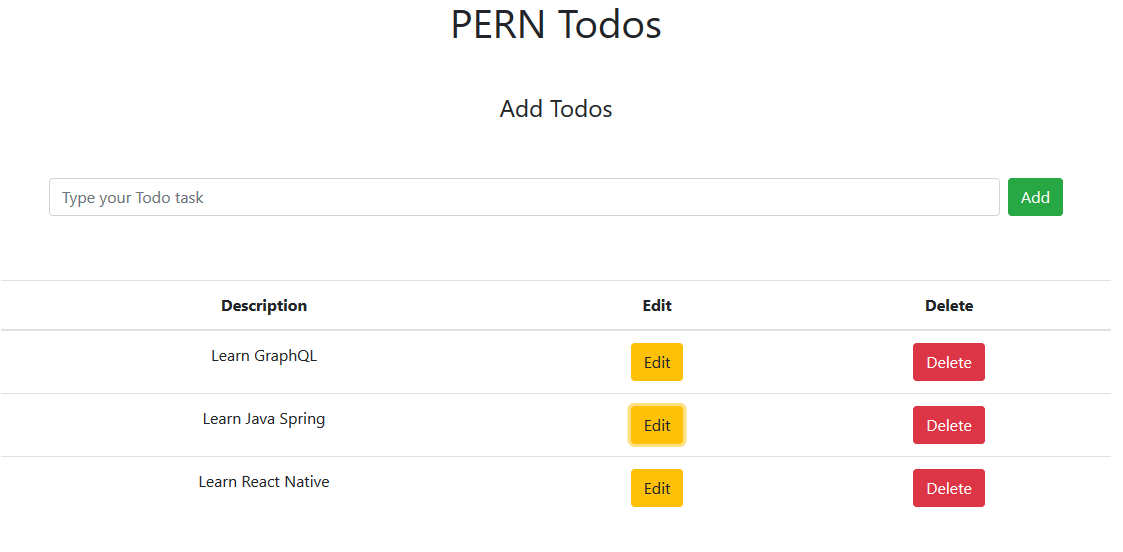 PERN Todos
Add Todos
Type your Todo task Add
Description Edit Delete
Learn GraphQL Edit Delete
Learn Java Spring Edit Delete
Learn React Native Edit Delete